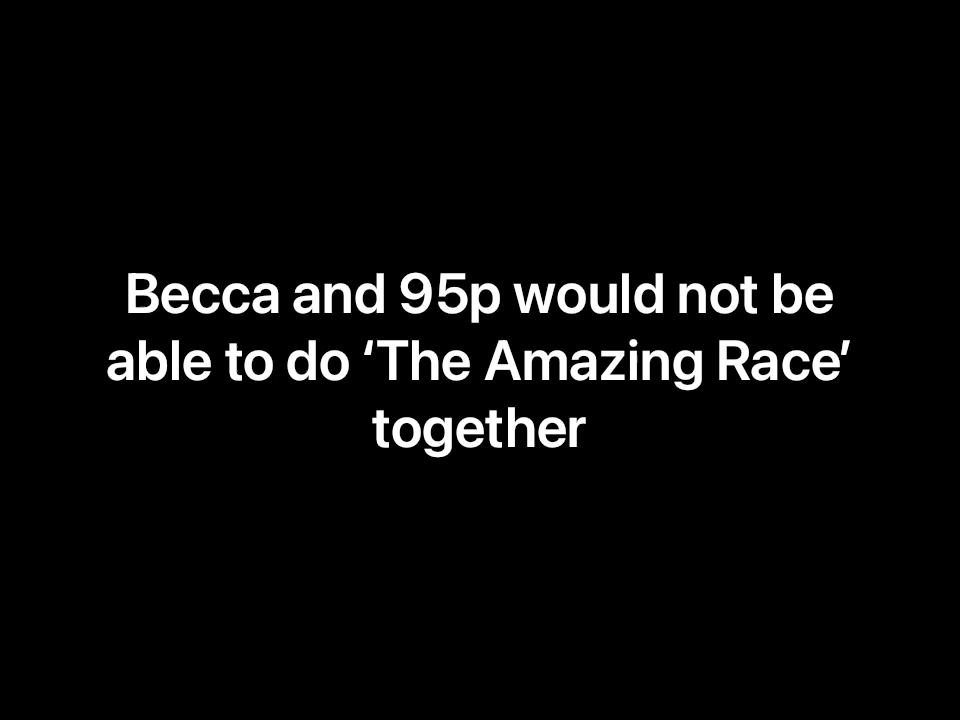 Becca and 95p would not be
able to do ‘The Amazing Race’
together